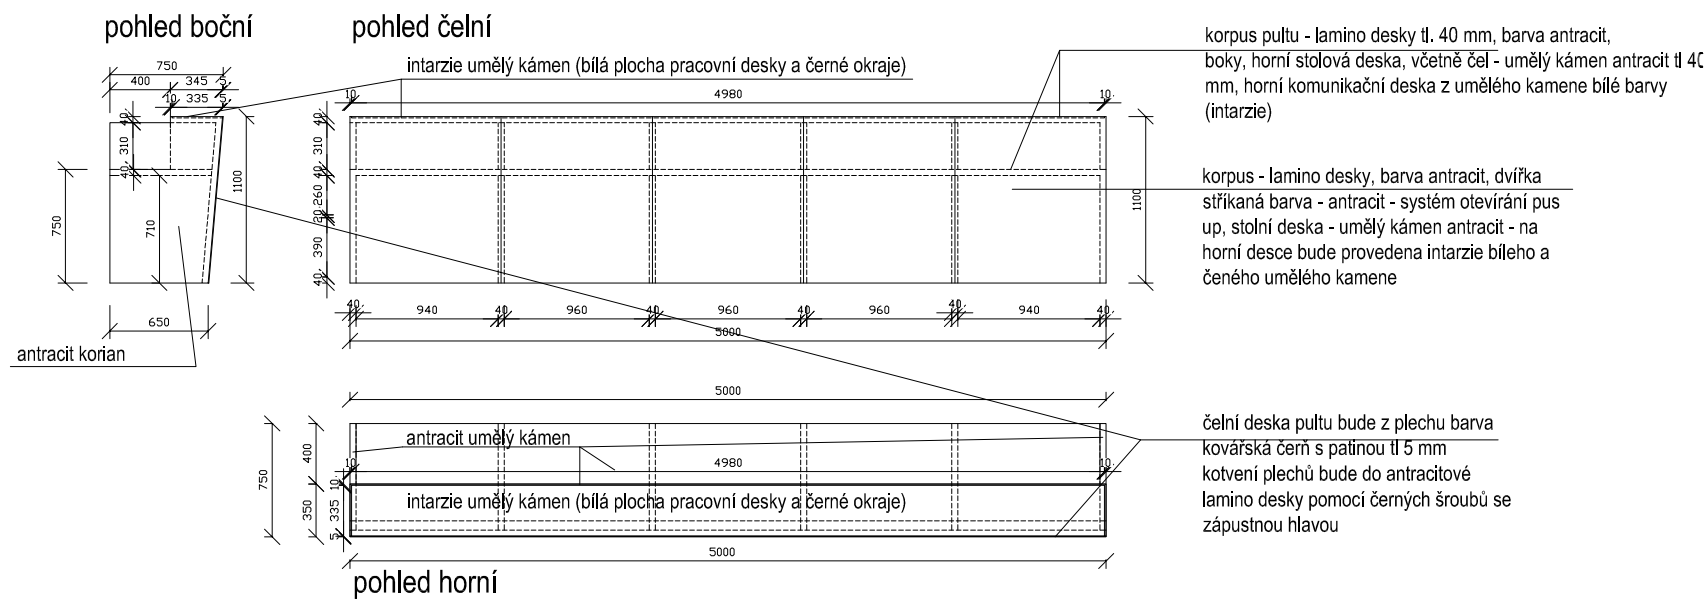 pohled boční
pohled čelní
korpus pultu - lamino desky tl. 40 mm, barva antracit,
boky, horní stolová deska, včetně čel - umělý kámen antracit tl 40
mm, horní komunikační deska z umělého kamene bílé barvy
(intarzie)
intarzie umělý kámen (bílá plocha pracovní desky a černé okraje)
750
400 345 5
10 335 5
40
310
40
750
710
1100
650
antracit korian
10 4980 10
40
310
40
260
20
390
40
1100
40 940 40 960 40 960 40 960 40 940 40
5000
korpus - lamino desky, barva antracit, dvířka
stříkaná barva - antracit - systém otevírání pus
up, stolní deska - umělý kámen antracit - na
horní desce bude provedena intarzie bíleho a
čeného umělého kamene
5000
antracit umělý kámen
10 4980 10
intarzie umělý kámen (bílá plocha pracovní desky a černé okraje)
750
400
350
10
335
5
5000
pohled horní
čelní deska pultu bude z plechu barva
kovářská čerň s patinou tl 5 mm
kotvení plechů bude do antracitové
lamino desky pomocí černých šroubů se
zápustnou hlavou